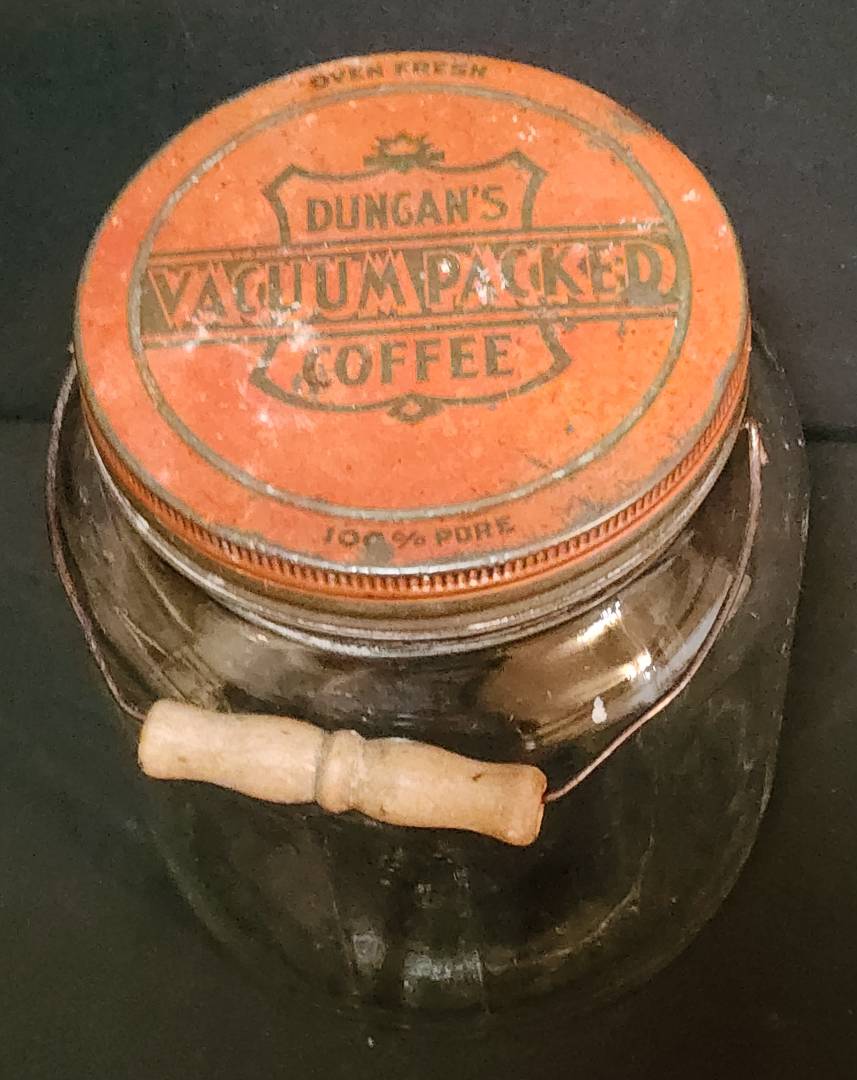 OVEN FRESH
DUNGAN'S
VACUUM PACKED
COFFEE
100% PURE